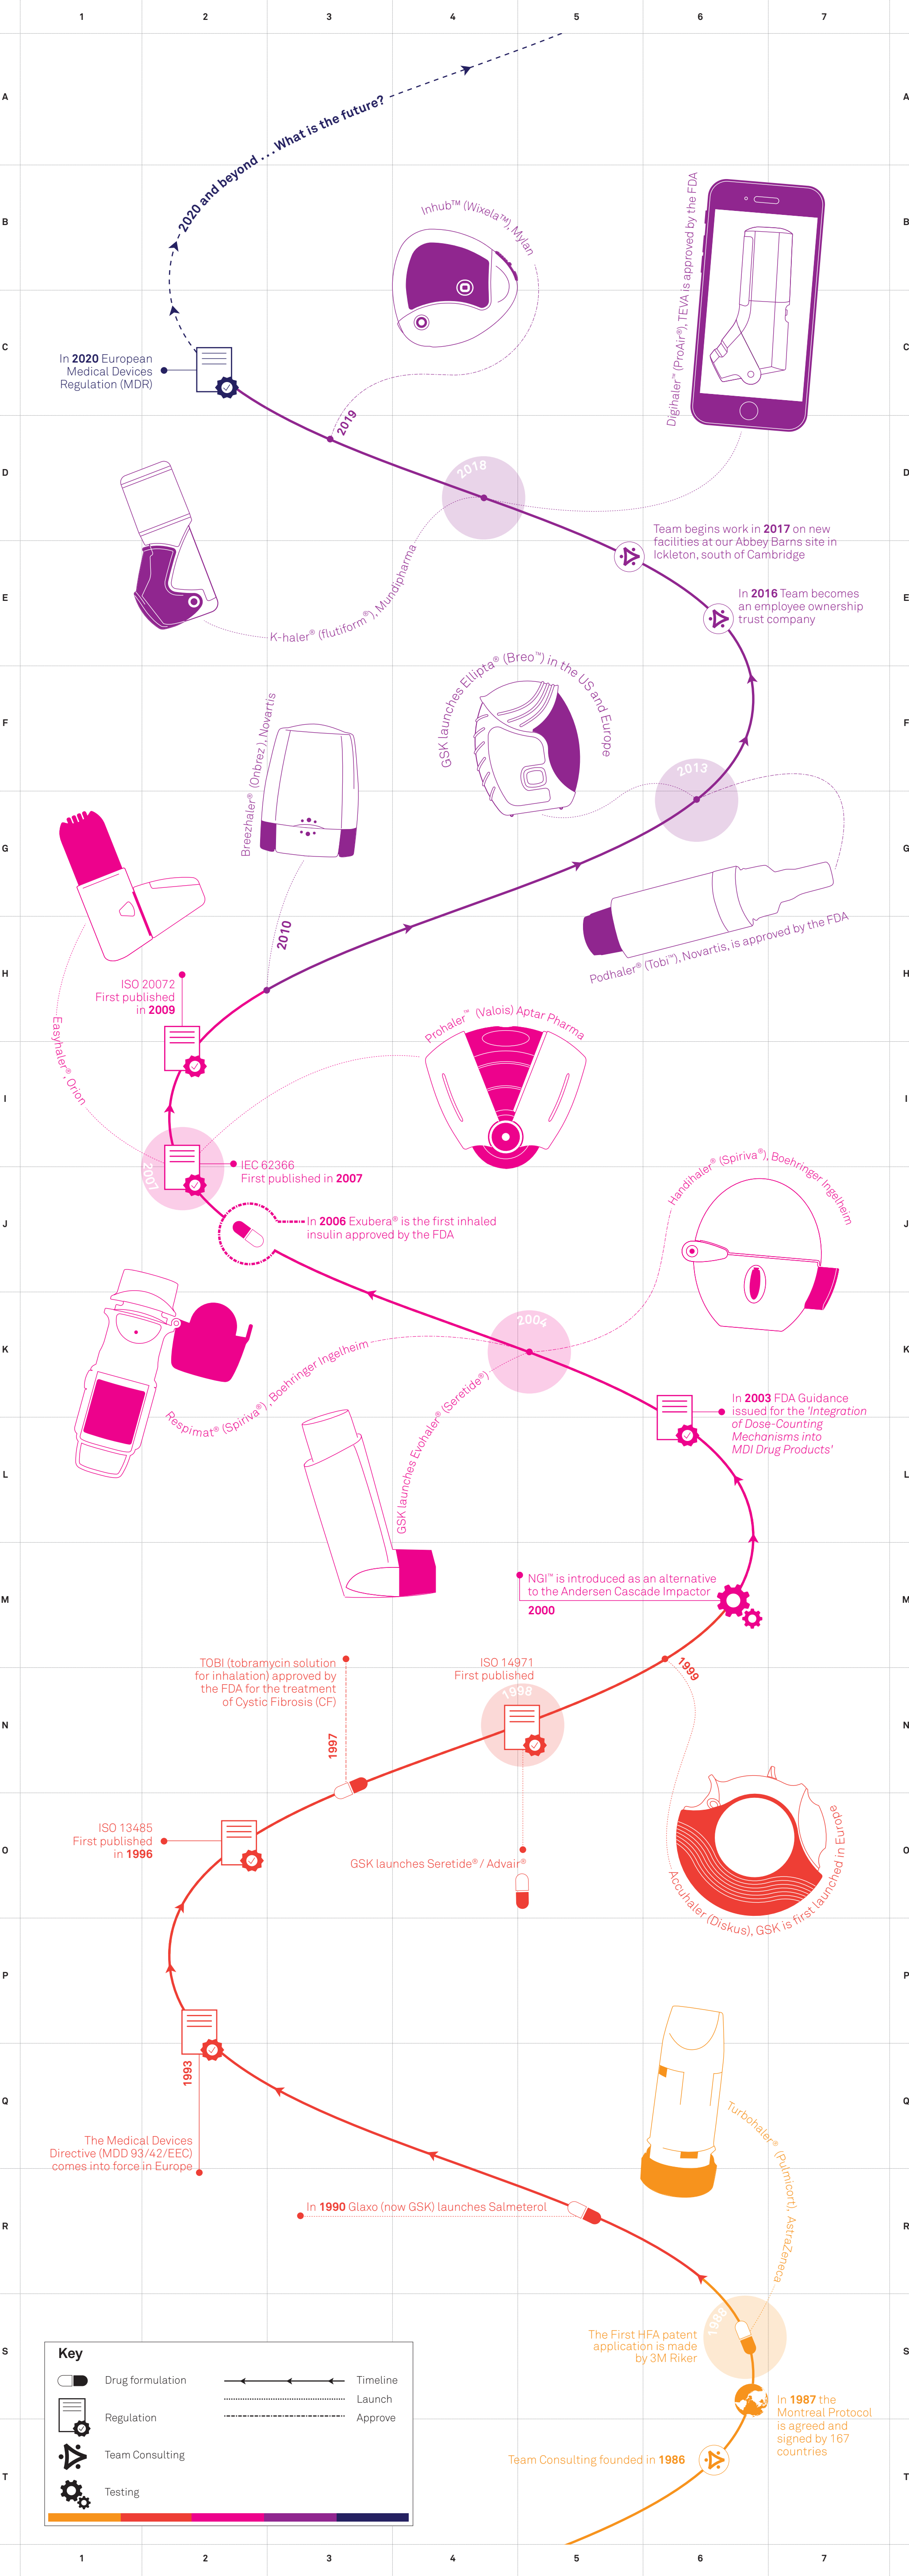 1 2 3 4 5 6 7
A
A
2020 and beyond . . . What is the future?
B
B
Inhub™ (Wixela™), Mylan
Digihaler™ (ProAir®), TEVA is approved by the FDA
C
C
In 2020 European
Medical Devices
Regulation (MDR)
2019
D
D
2018
Team begins work in 2017 on new
facilities at our Abbey Barns site in
Ickleton, south of Cambridge
E
E
In 2016 Team becomes
an employee ownership
trust company
K-haler® (flutiform®), Mundipharma
GSK launches Ellipta® (Breo™) in the US and Europe
F
F
Breezhaler® (Onbrez ), Novartis
2013
G
G
2010
Podhaler® (Tobi™), Novartis, is approved by the FDA
H
H
ISO 20072
First published
in 2009
Easyhaler®, Orion
Prohaler™ (Valois) Aptar Pharma
I
I
2007
IEC 62366
First published in 2007
Handihaler® (Spiriva®), Boehringer Ingelheim
J
J
In 2006 Exubera® is the first inhaled
insulin approved by the FDA
2004
K
K
Respimat® (Spiriva®), Boehringer Ingelheim
GSK launches Evohaler® (Seretide®)
In 2003 FDA Guidance
issued for the 'Integration
of Dose-Counting
Mechanisms into
MDI Drug Products'
L
L
NGI™ is introduced as an alternative
to the Andersen Cascade Impactor
2000
M
M
TOBI (tobramycin solution
for inhalation) approved by
the FDA for the treatment
of Cystic Fibrosis (CF)
1997
ISO 14971
First published
1998
1999
N
N
ISO 13485
First published
in 1996
O
O
GSK launches Seretide® / Advair®
Accuhaler (Diskus), GSK is first launched in Europe
P
P
1993
Q
Q
The Medical Devices
Directive (MDD 93/42/EEC)
comes into force in Europe
Turbohaler® (Pulmicort), AstraZeneca
In 1990 Glaxo (now GSK) launches Salmeterol
R
R
1988
The First HFA patent
application is made
by 3M Riker
S
S
In 1987 the
Montreal Protocol
is agreed and
signed by 167
countries
Team Consulting founded in 1986
T
T
Key
Drug formulation
Regulation
Team Consulting
Testing
Timeline
Launch
Approve
1 2 3 4 5 6 7